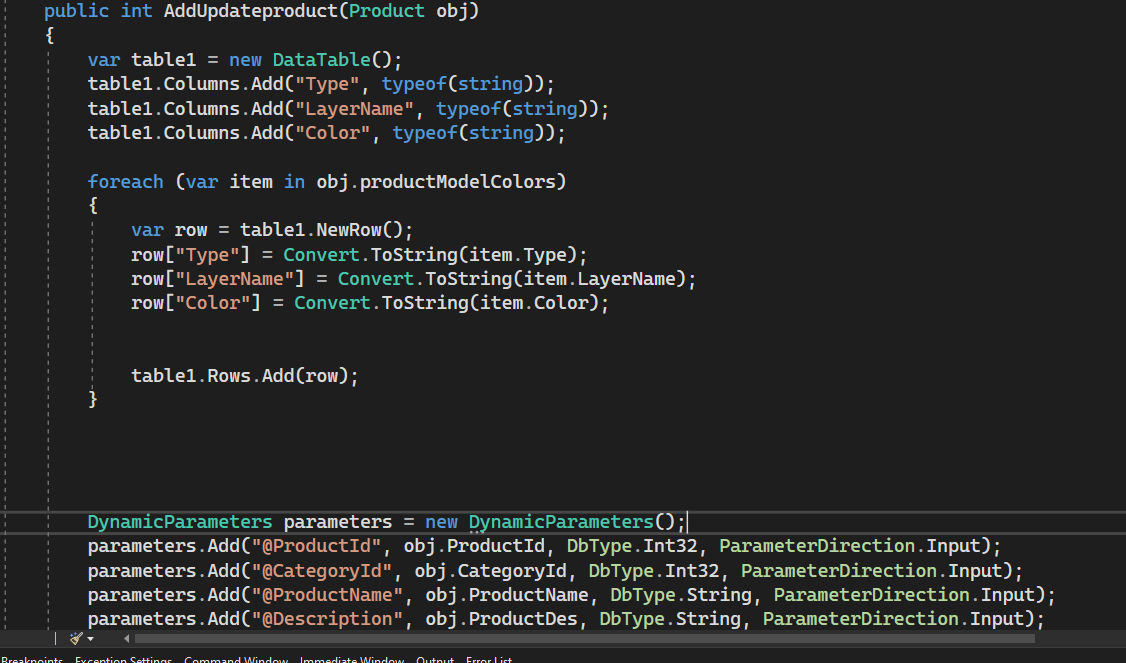 public int AddUpdateproduct(Product obj)
{
var table1 = new DataTable();
table1.Columns.Add("Type", typeof(string));
table1.Columns.Add("LayerName", typeof(string));
table1.Columns.Add("Color", typeof(string));
foreach (var item in obj.productModelColors)
{
var row = table1.NewRow();
row["Type"] = Convert.ToString(item.Type);
row["LayerName"] = Convert.ToString(item.LayerName);
row["Color"] = Convert.ToString(item.Color);
table1.Rows.Add(row);
}
DynamicParameters parameters = new DynamicParameters();
parameters.Add("@ProductId", obj.ProductId, DbType.Int32, ParameterDirection.Input);
parameters.Add("@CategoryId", obj.CategoryId, DbType.Int32, ParameterDirection.Input);
parameters.Add("@ProductName", obj.ProductName, DbType.String, ParameterDirection.Input);
parameters.Add("@Description", obj.ProductDes, DbType.String, ParameterDirection.Input);
Breakpoints Exception Settings Command Window Immediate Window Output Error List